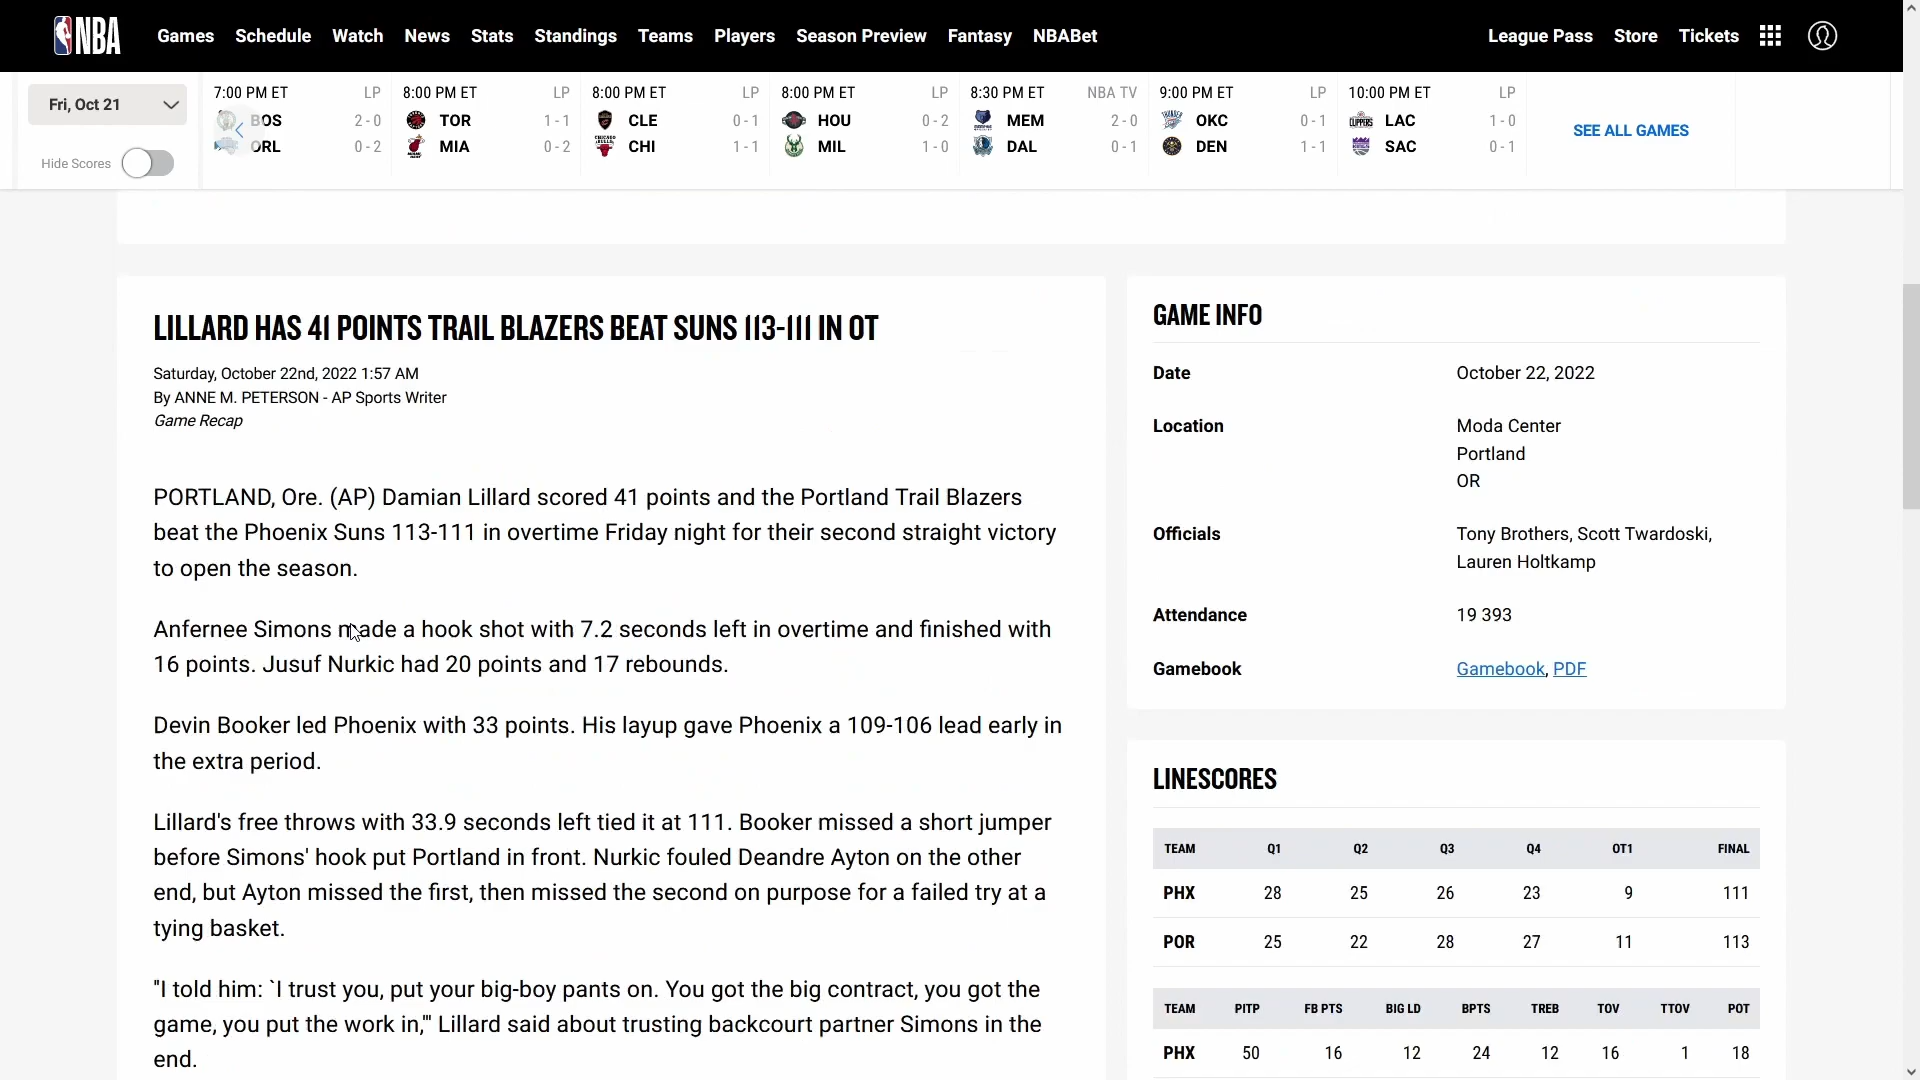 NBA Games Schedule Watch News Stats Standings Teams Players Season Preview Fantasy NBABet League Pass Store Tickets
Fri, Oct 21
Hide Scores
7:00 PM ET LP
BOS 2-0
ORL 0-2
8:00 PM ET LP
TOR 1-1
MIA 0-2
8:00 PM ET LP
CLE 0-1
CHI 1-1
8:00 PM ET LP
HOU 0-2
MIL 1-0
8:30 PM ET NBA TV
MEM 2-0
DAL 0-1
9:00 PM ET LP
OKC 0-1
DEN 1-1
10:00 PM ET LP
LAC 1-0
SAC 0-1
SEE ALL GAMES
LILLARD HAS 41 POINTS TRAIL BLAZERS BEAT SUNS 113-111 IN OT
Saturday, October 22nd, 2022 1:57 AM
By ANNE M. PETERSON - AP Sports Writer
Game Recap
PORTLAND, Ore. (AP) Damian Lillard scored 41 points and the Portland Trail Blazers
beat the Phoenix Suns 113-111 in overtime Friday night for their second straight victory
to open the season.
Anfernee Simons made a hook shot with 7.2 seconds left in overtime and finished with
16 points. Jusuf Nurkic had 20 points and 17 rebounds.
Devin Booker led Phoenix with 33 points. His layup gave Phoenix a 109-106 lead early in
the extra period.
Lillard's free throws with 33.9 seconds left tied it at 111. Booker missed a short jumper
before Simons' hook put Portland in front. Nurkic fouled Deandre Ayton on the other
end, but Ayton missed the first, then missed the second on purpose for a failed try at a
tying basket.
"I told him: `I trust you, put your big-boy pants on. You got the big contract, you got the
game, you put the work in,'" Lillard said about trusting backcourt partner Simons in the
end.
GAME INFO
Date October 22, 2022
Location Moda Center
Portland
OR
Officials Tony Brothers, Scott Twardoski,
Lauren Holtkamp
Attendance 19 393
Gamebook Gamebook, PDF
LINESCORES
TEAM Q1 Q2 Q3 Q4 OT1 FINAL
PHX 28 25 26 23 9 111
POR 25 22 28 27 11 113
TEAM PITP FB PTS BIG LD BPTS TREB TOV TTOV POT
PHX 50 16 12 24 12 16 1 18